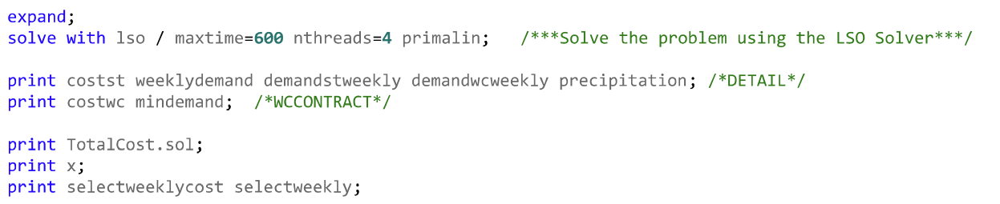 expand;
solve with lso / maxtime=600 nthreads=4 primalin;   /***Solve the problem using the LSO Solver***/
print costst weeklydemand demandstweekly demandwcweekly precipitation; /*DETAIL*/
print costwc mindemand;  /*WCCONTRACT*/
print TotalCost.sol;
print x;
print selectweeklycost selectweekly;